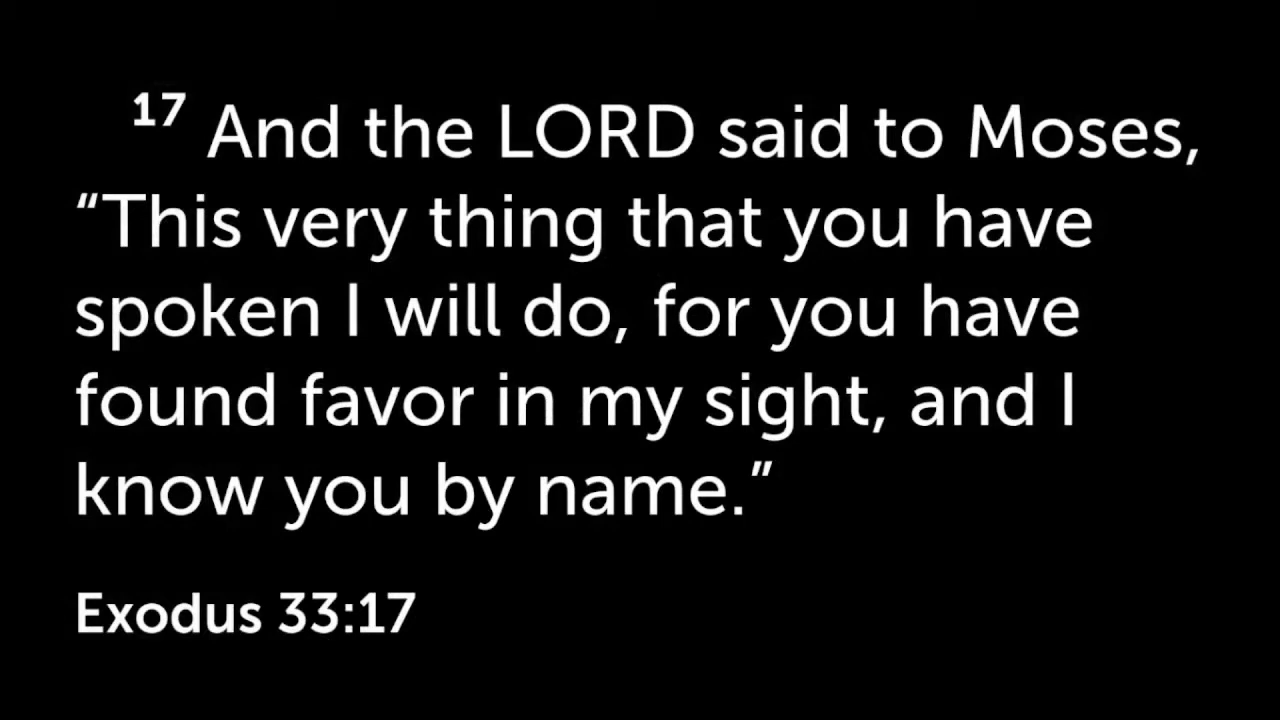 17 And the LORD said to Moses,
“This very thing that you have
spoken I will do, for you have
found favor in my sight, and I
know you by name.”
Exodus 33:17